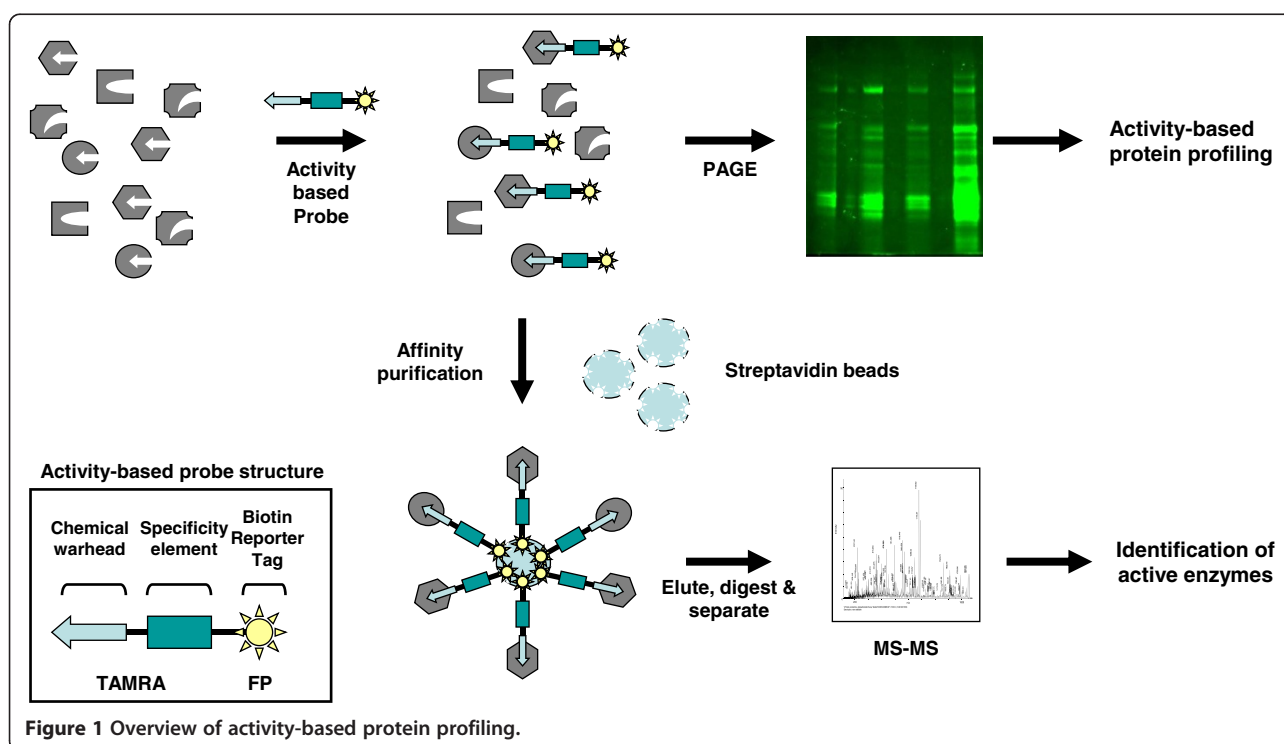 Activity
based
Probe
PAGE
Activity-based
protein profiling
Affinity
purification
Streptavidin beads
Activity-based probe structure
Chemical
warhead
Specificity
element
Biotin
Reporter
Tag
TAMRA
FP
Elute, digest &
separate
MS-MS
Identification of
active enzymes
Figure 1 Overview of activity-based protein profiling.